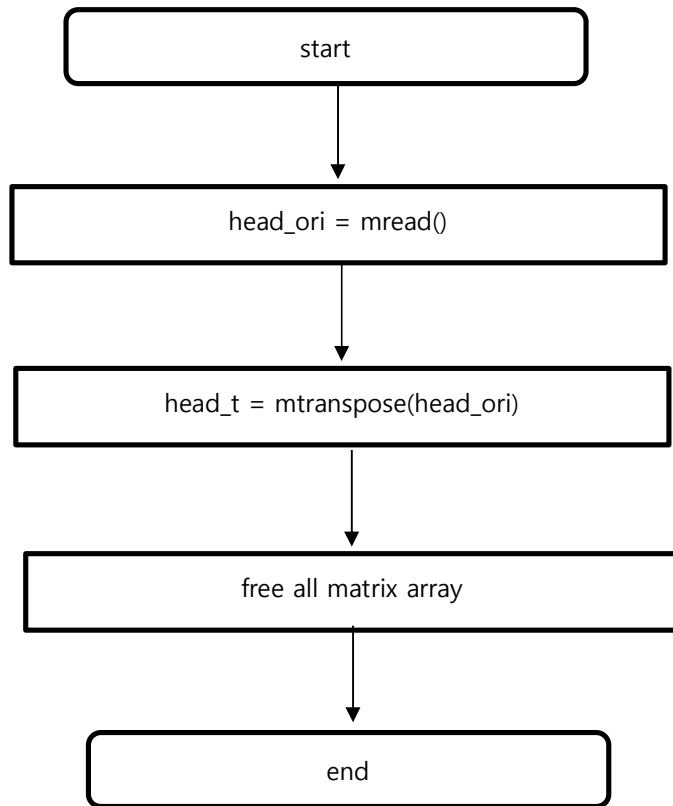 start
head_ori = mread()
head_t = mtranspose(head_ori)
free all matrix array
end